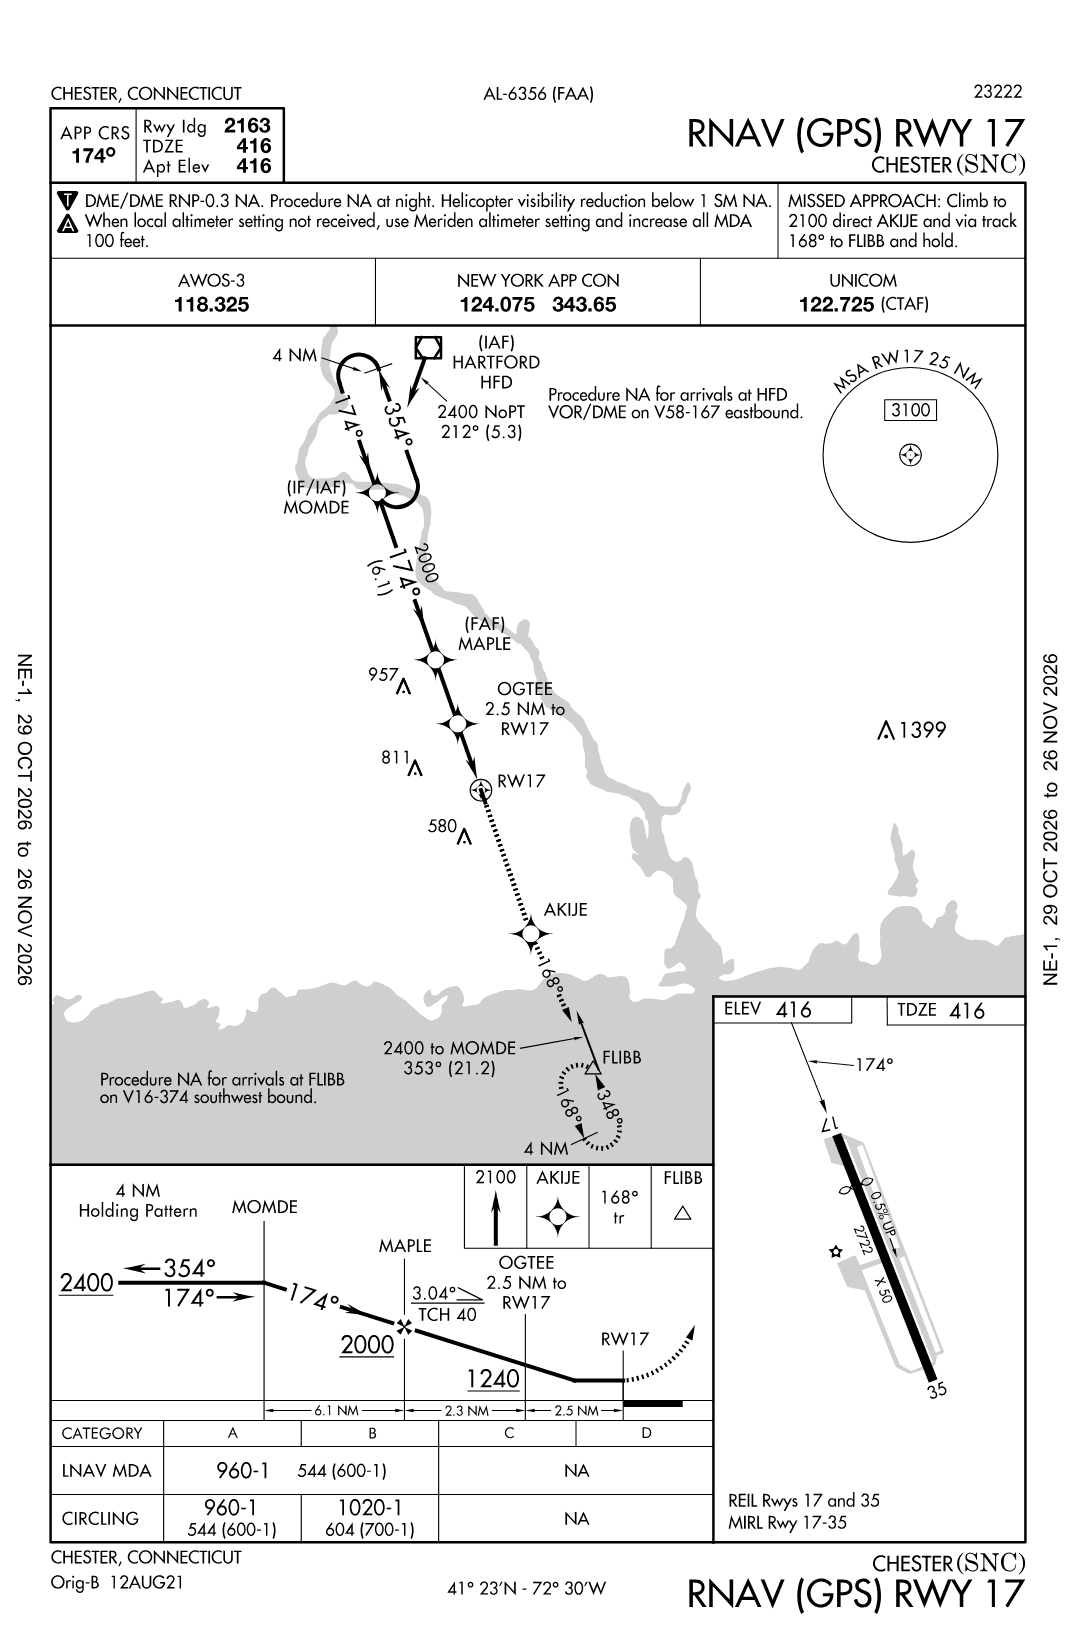 CHESTER, CONNECTICUT
AL-6356 (FAA)
23222
APP CRS
174°
Rwy Idg 2163
TDZE 416
Apt Elev 416
RNAV (GPS) RWY 17
CHESTER (SNC)
T
A
DME/DME RNP-0.3 NA. Procedure NA at night. Helicopter visibility reduction below 1 SM NA.
When local altimeter setting not received, use Meriden altimeter setting and increase all MDA
100 feet.
MISSED APPROACH: Climb to
2100 direct AKIJE and via track
168° to FLIBB and hold.
AWOS-3
118.325
NEW YORK APP CON
124.075 343.65
UNICOM
122.725 (CTAF)
4 NM
(IAF)
HARTFORD
HFD
2400 NoPT
212° (5.3)
Procedure NA for arrivals at HFD
VOR/DME on V58-167 eastbound.
MSA RW17 25 NM
3100
174°
354°
(IF/IAF)
MOMDE
2000
174°
(6.1)
(FAF)
MAPLE
957
OGTEE
2.5 NM to
RW17
1399
811
RW17
580
AKIJE
168°
2400 to MOMDE
353° (21.2)
FLIBB
Procedure NA for arrivals at FLIBB
on V16-374 southwest bound.
168°
348°
4 NM
NE-1, 29 OCT 2026 to 26 NOV 2026
NE-1, 29 OCT 2026 to 26 NOV 2026
ELEV 416
TDZE 416
174°
17
0.5% UP
2722
X 50
35
REIL Rwys 17 and 35
MIRL Rwy 17-35
4 NM
Holding Pattern
MOMDE
MAPLE
2100
AKIJE
168°
tr
FLIBB
OGTEE
2.5 NM to
RW17
2400
354°
174°
174°
3.04°
TCH 40
2000
1240
RW17
6.1 NM
2.3 NM
2.5 NM
CATEGORY A B C D
LNAV MDA 960-1 544 (600-1) NA
CIRCLING 960-1 544 (600-1) 1020-1 604 (700-1) NA
CHESTER, CONNECTICUT
Orig-B 12AUG21
41° 23'N - 72° 30'W
CHESTER (SNC)
RNAV (GPS) RWY 17